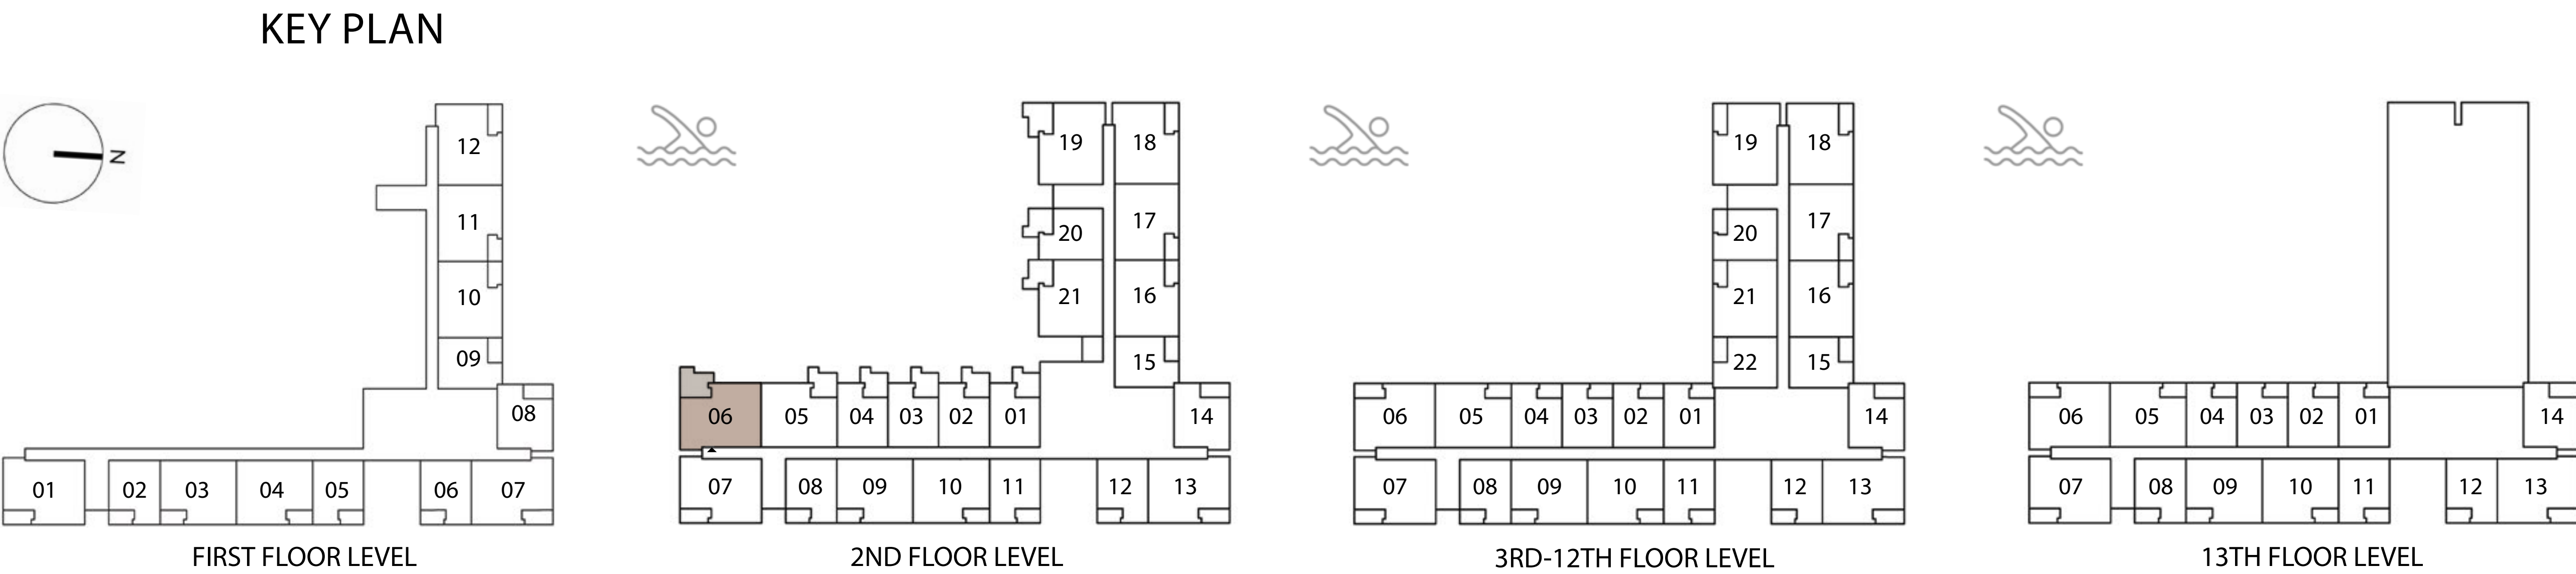 KEY PLAN
N
12
11
10
09
08
01 02 03 04 05 06 07
FIRST FLOOR LEVEL
19 18
17
20
21 16
15
06 05 04 03 02 01 14
07 08 09 10 11 12 13
2ND FLOOR LEVEL
19 18
17
20
21 16
22 15
06 05 04 03 02 01 14
07 08 09 10 11 12 13
3RD-12TH FLOOR LEVEL
06 05 04 03 02 01 14
07 08 09 10 11 12 13
13TH FLOOR LEVEL